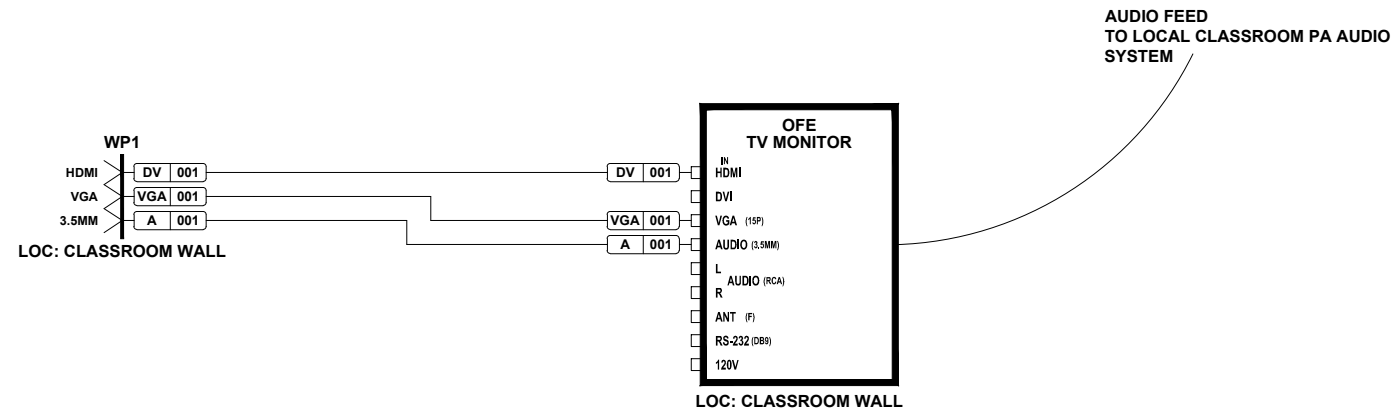 AUDIO FEED
TO LOCAL CLASSROOM PA AUDIO
SYSTEM
WP1
HDMI DV 001
VGA VGA 001
3.5MM A 001
LOC: CLASSROOM WALL
OFE
TV MONITOR
IN
DV 001 HDMI
DVI
VGA 001 VGA (15P)
A 001 AUDIO (3,5MM)
L
AUDIO (RCA)
R
ANT (F)
RS-232 (DB9)
120V
LOC: CLASSROOM WALL